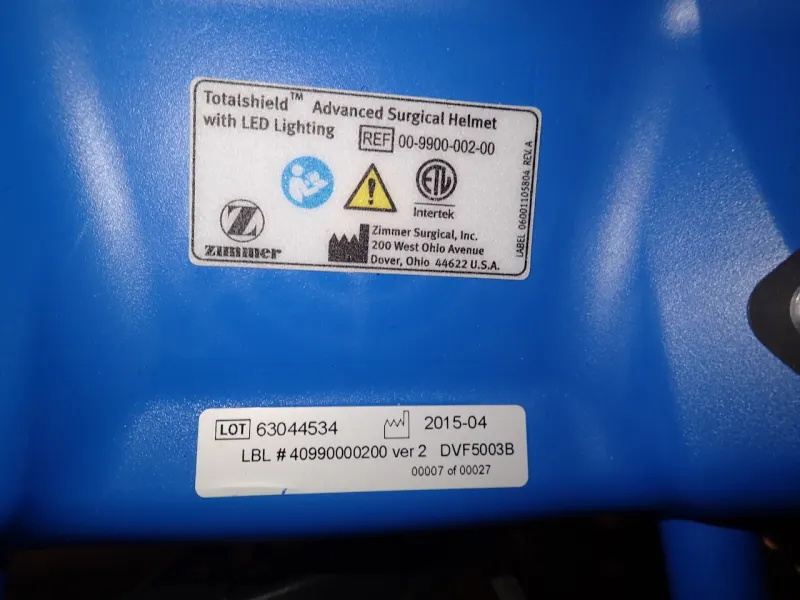 Totalshield™ Advanced Surgical Helmet
with LED Lighting
REF 00-9900-002-00
ETL
Intertek
Z
zimmer
Zimmer Surgical, Inc.
200 West Ohio Avenue
Dover, Ohio 44622 U.S.A.
LABEL 06001105804 REV. A
LOT 63044534 2015-04
LBL # 40990000200 ver 2 DVF5003B
00007 of 00027